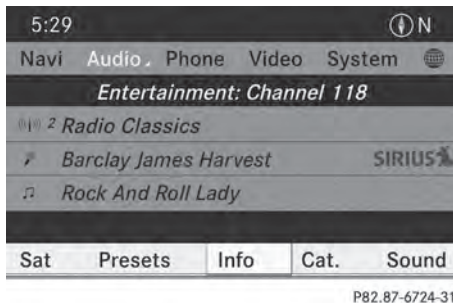 5:29 N
Navi Audio Phone Video System
Entertainment: Channel 118
2 Radio Classics
Barclay James Harvest SIRIUS
Rock And Roll Lady
Sat Presets Info Cat. Sound
P82.87-6724-31